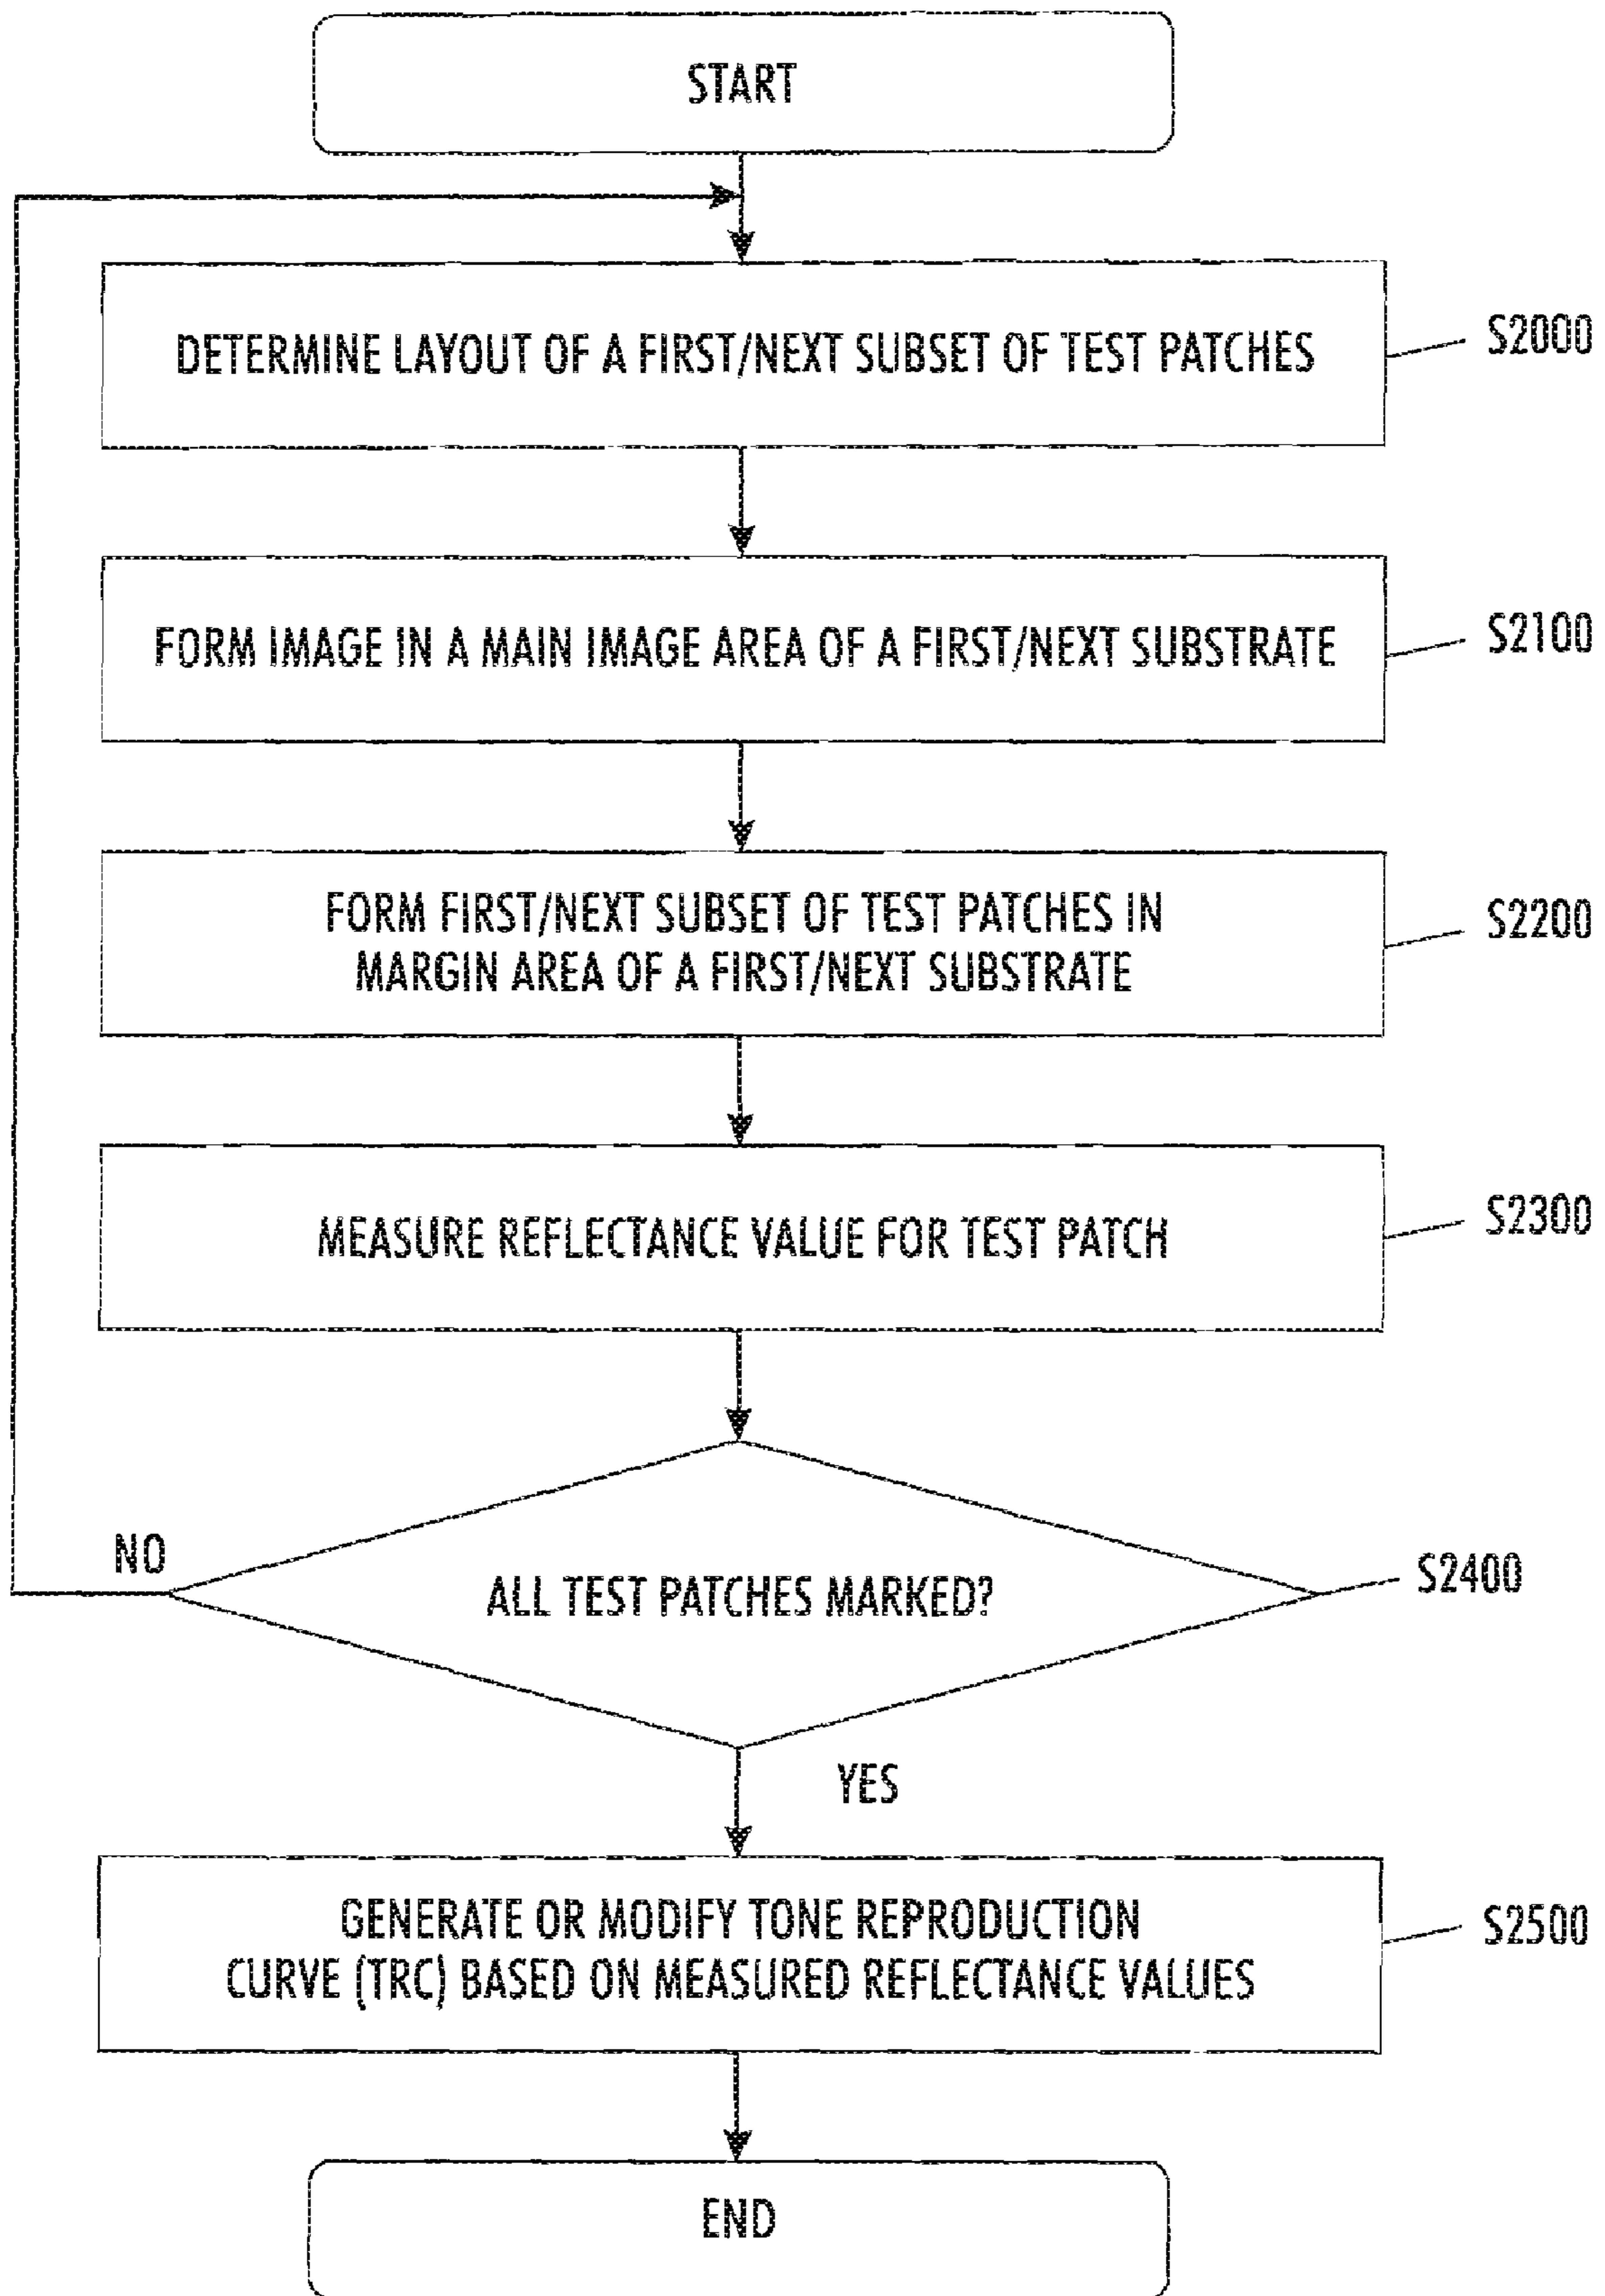 START
DETERMINE LAYOUT OF A FIRST/NEXT SUBSET OF TEST PATCHES
S2000
FORM IMAGE IN A MAIN IMAGE AREA OF A FIRST/NEXT SUBSTRATE
S2100
FORM FIRST/NEXT SUBSET OF TEST PATCHES IN
MARGIN AREA OF A FIRST/NEXT SUBSTRATE
S2200
MEASURE REFLECTANCE VALUE FOR TEST PATCH
S2300
NO
ALL TEST PATCHES MARKED?
S2400
YES
GENERATE OR MODIFY TONE REPRODUCTION
CURVE (TRC) BASED ON MEASURED REFLECTANCE VALUES
S2500
END